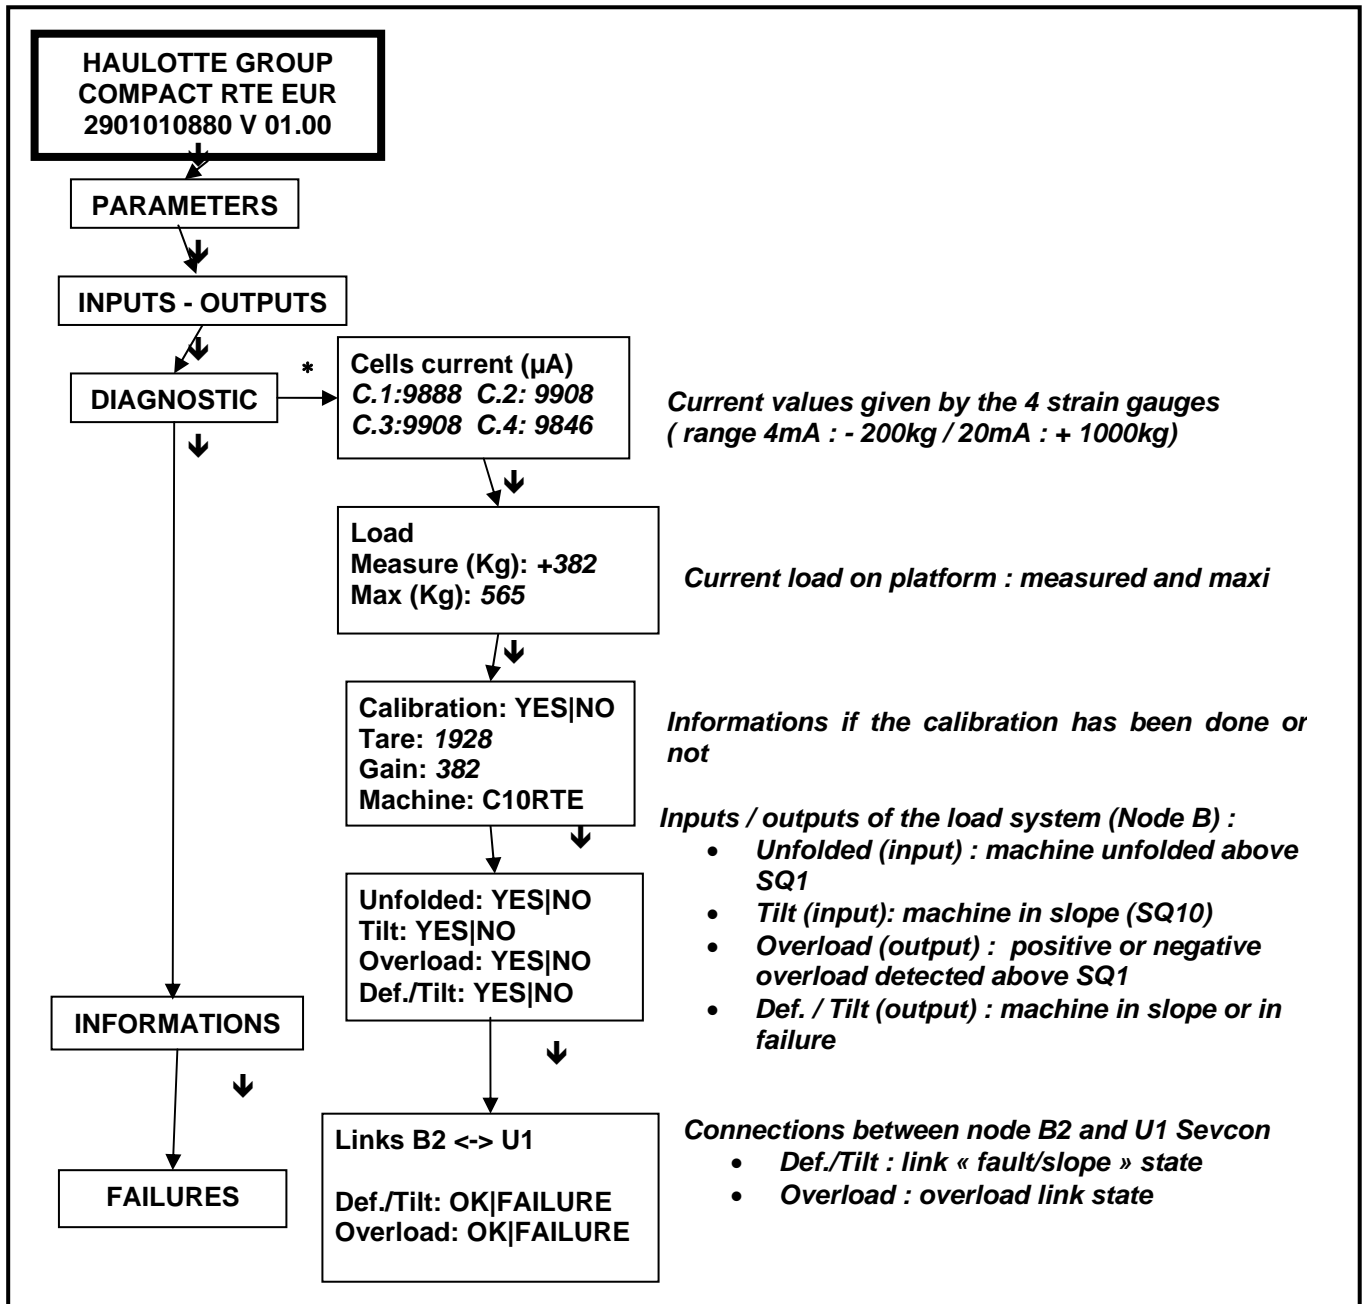 HAULOTTE GROUP
COMPACT RTE EUR
2901010880 V 01.00
PARAMETERS
INPUTS - OUTPUTS
DIAGNOSTIC
*
Cells current (µA)
C.1:9888 C.2: 9908
C.3:9908 C.4: 9846
Current values given by the 4 strain gauges
( range 4mA : - 200kg / 20mA : + 1000kg)
Load
Measure (Kg): +382
Max (Kg): 565
Current load on platform : measured and maxi
Calibration: YES|NO
Tare: 1928
Gain: 382
Machine: C10RTE
Informations if the calibration has been done or
not
Unfolded: YES|NO
Tilt: YES|NO
Overload: YES|NO
Def./Tilt: YES|NO
Inputs / outputs of the load system (Node B) :
• Unfolded (input) : machine unfolded above
SQ1
• Tilt (input): machine in slope (SQ10)
• Overload (output) : positive or negative
overload detected above SQ1
• Def. / Tilt (output) : machine in slope or in
failure
INFORMATIONS
FAILURES
Links B2 <-> U1
Def./Tilt: OK|FAILURE
Overload: OK|FAILURE
Connections between node B2 and U1 Sevcon
• Def./Tilt : link « fault/slope » state
• Overload : overload link state